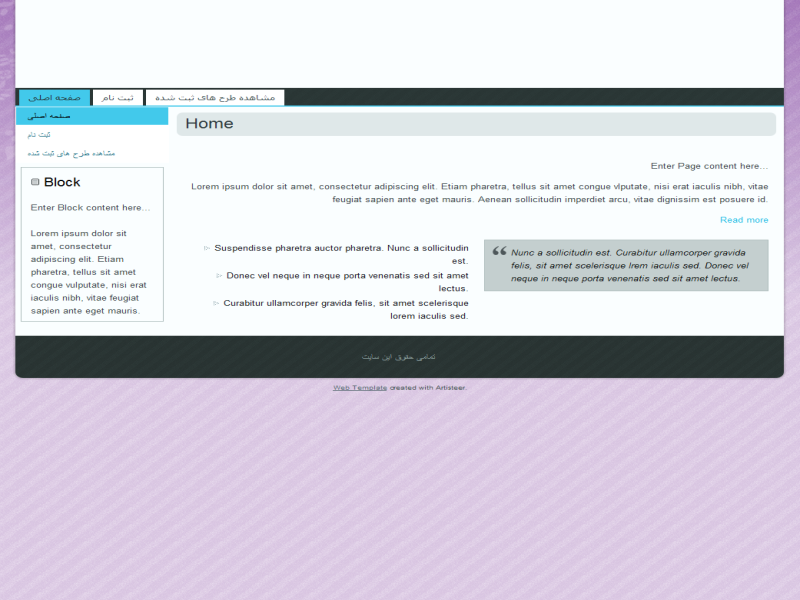 صفحه اصلی
ثبت نام
مشاهده طرح های ثبت شده
صفحه اصلی
ثبت نام
مشاهده طرح های ثبت شده
Block
Enter Block content here...
Lorem ipsum dolor sit
amet, consectetur
adipiscing elit. Etiam
pharetra, tellus sit amet
congue vulputate, nisi erat
iaculis nibh, vitae feugiat
sapien ante eget mauris.
Home
Enter Page content here...
Lorem ipsum dolor sit amet, consectetur adipiscing elit. Etiam pharetra, tellus sit amet congue vlputate, nisi erat iaculis nibh, vitae
feugiat sapien ante eget mauris. Aenean sollicitudin imperdiet arcu, vitae dignissim est posuere id.
Read more
Suspendisse pharetra auctor pharetra. Nunc a sollicitudin
est.
Donec vel neque in neque porta venenatis sed sit amet
lectus.
Curabitur ullamcorper gravida felis, sit amet scelerisque
lorem iaculis sed.
“ Nunc a sollicitudin est. Curabitur ullamcorper gravida
felis, sit amet scelerisque lrem iaculis sed. Donec vel
neque in neque porta venenatis sed sit amet lectus.
تمامی حقوق این سایت
Web Template created with Artisteer.